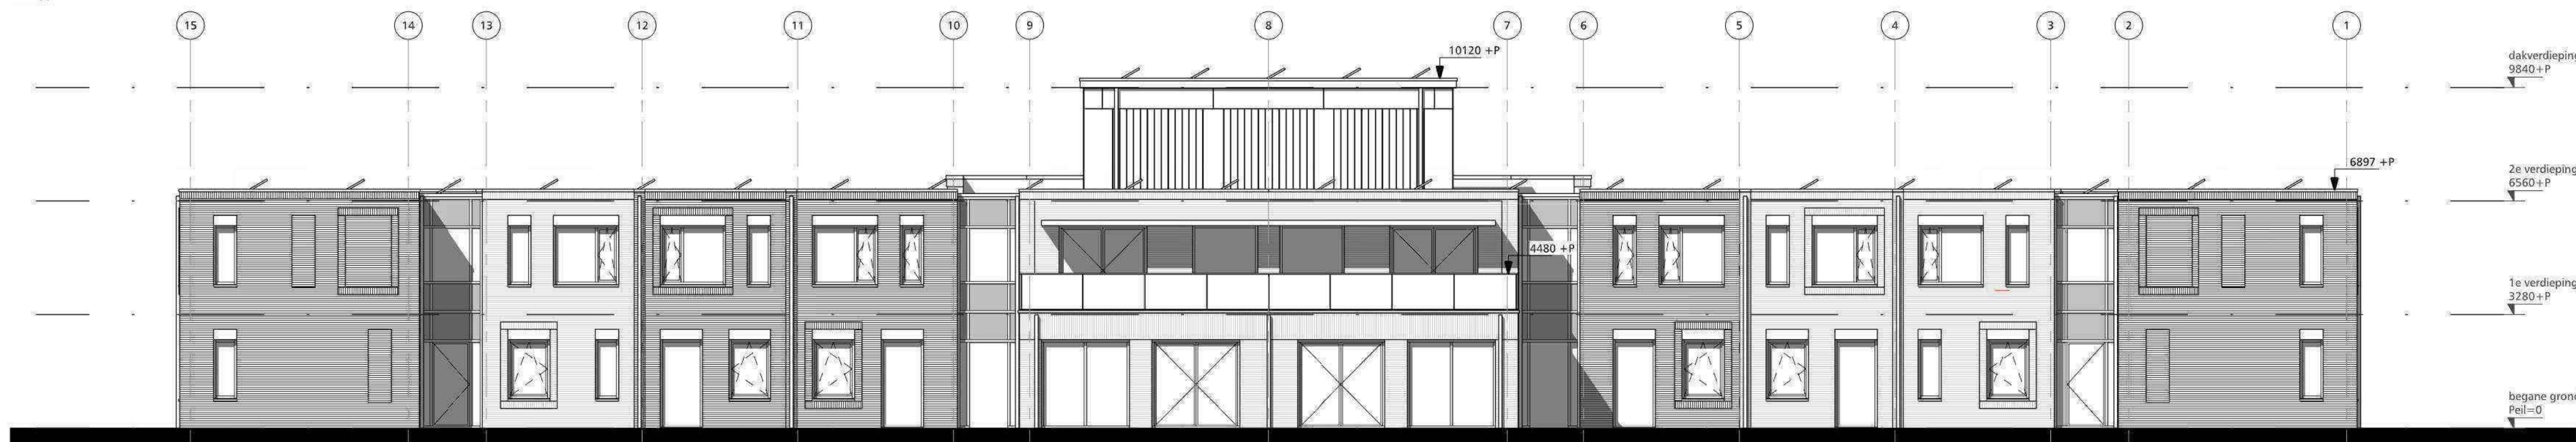 15 14 13 12 11 10 9 8 7 6 5 4 3 2 1
10120 +P
dakverdieping
9840+P
6897 +P
2e verdieping
6560+P
4480 +P
1e verdieping
3280+P
begane grond
Peil=0